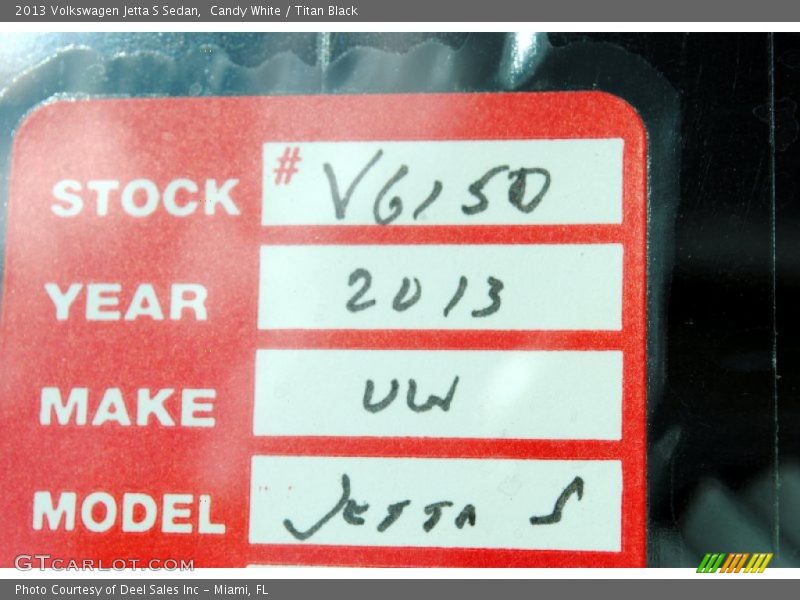 2013 Volkswagen Jetta S Sedan, Candy White / Titan Black
STOCK # V6150
YEAR 2013
MAKE VW
MODEL JETTA S
GTCARLOT.COM
Photo Courtesy of Deel Sales Inc - Miami, FL